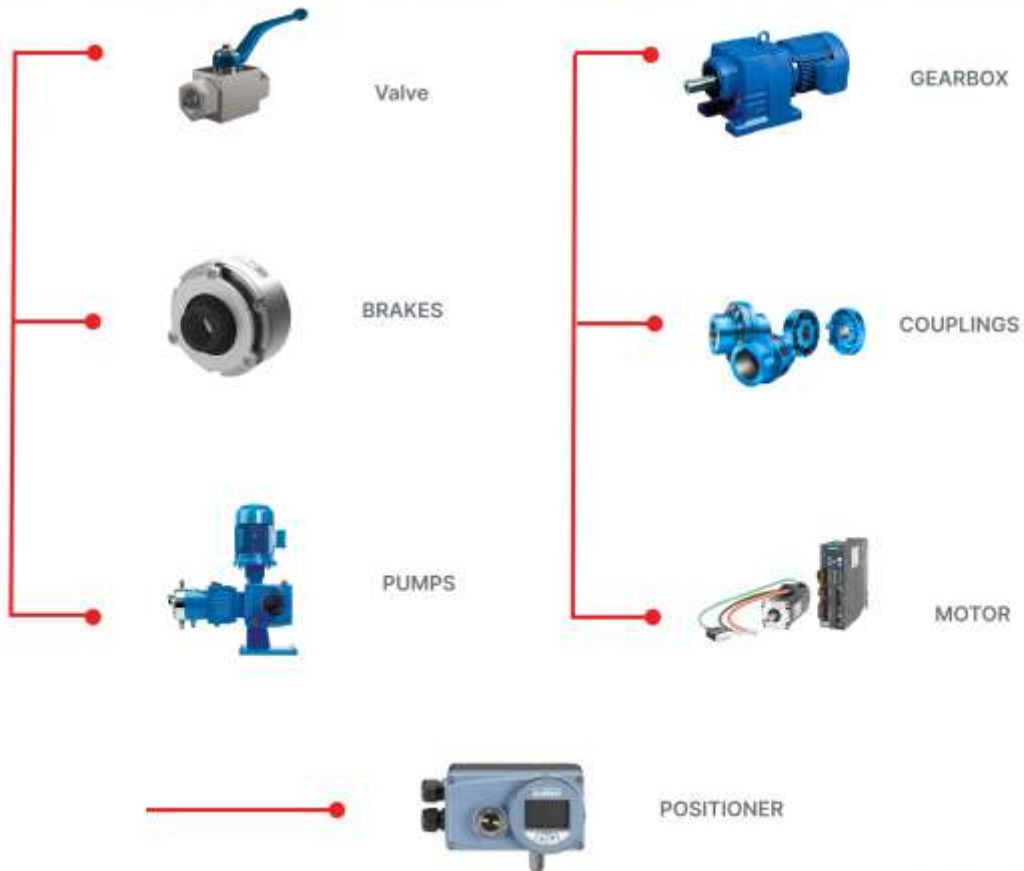 Valve
GEARBOX
BRAKES
COUPLINGS
PUMPS
MOTOR
POSITIONER